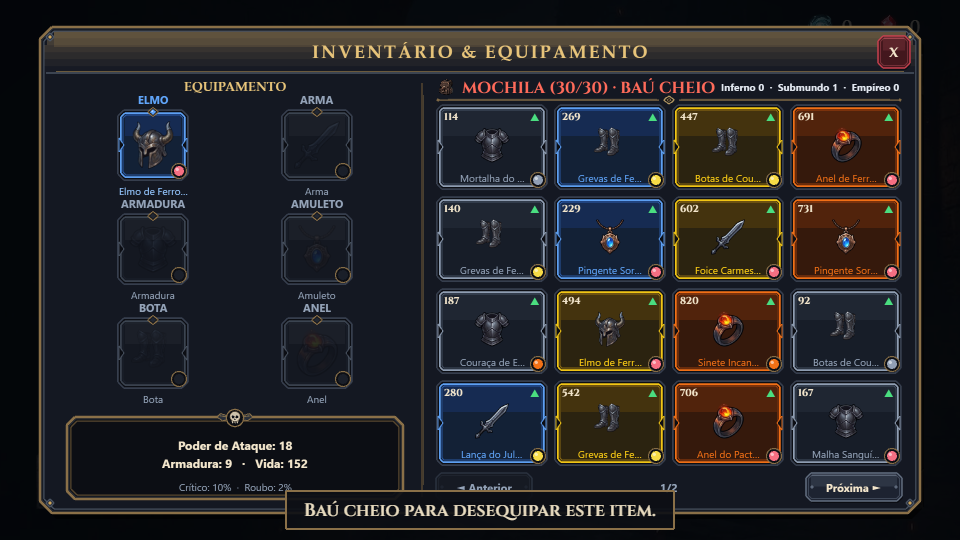 INVENTÁRIO & EQUIPAMENTO
X
EQUIPAMENTO
ELMO
ARMA
Elmo de Ferro...
Arma
ARMADURA
AMULETO
Armadura
Amuleto
BOTA
ANEL
Bota
Anel
Poder de Ataque: 18
Armadura: 9 · Vida: 152
Crítico: 10% · Roubo: 2%
MOCHILA (30/30) · BAÚ CHEIO
Inferno 0 · Submundo 1 · Empíreo 0
114
Mortalha do ...
269
Grevas de Fe...
447
Botas de Cou...
691
Anel de Ferr...
140
Grevas de Fe...
229
Pingente Sor...
602
Foice Carmes...
731
Pingente Sor...
187
Couraça de E...
494
Elmo de Ferr...
820
Sinete Incan...
92
Botas de Cou...
280
Lança do Jul...
542
Grevas de Fe...
706
Anel do Pact...
167
Malha Sanguí...
◄ Anterior
1/2
Próxima ►
BAÚ CHEIO PARA DESEQUIPAR ESTE ITEM.